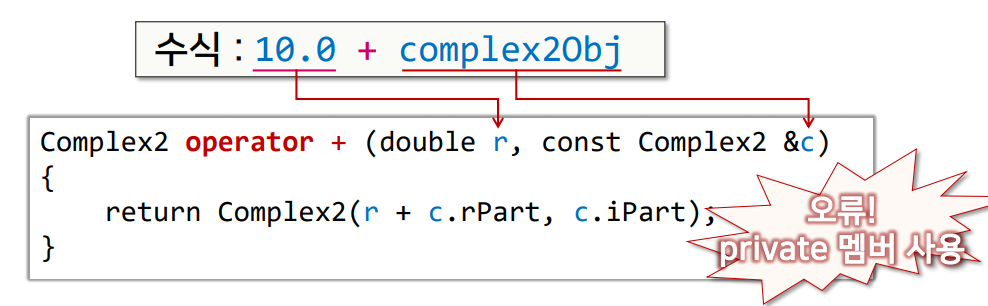 수식 : 10.0 + complex2Obj
Complex2 operator + (double r, const Complex2 &c)
{
return Complex2(r + c.rPart, c.iPart);
}
오류!
private 멤버 사용